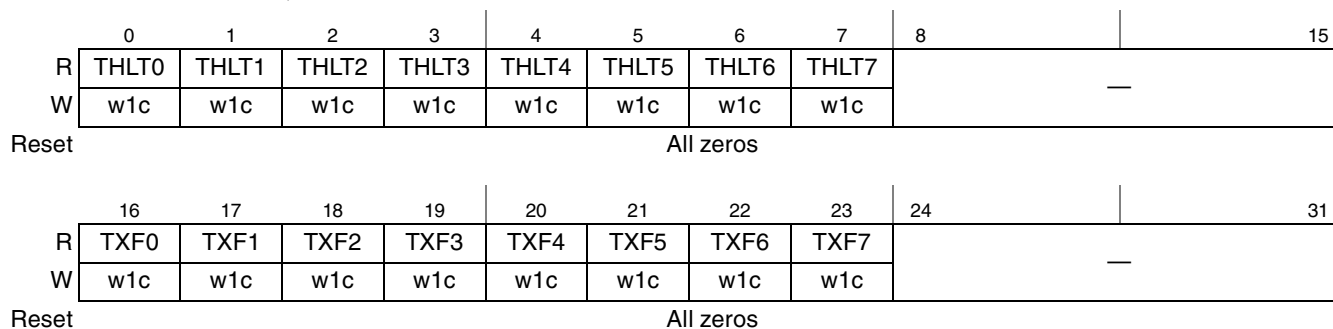 0 1 2 3 4 5 6 7 8 15
R THLT0 THLT1 THLT2 THLT3 THLT4 THLT5 THLT6 THLT7 —
W w1c w1c w1c w1c w1c w1c w1c w1c
Reset All zeros
16 17 18 19 20 21 22 23 24 31
R TXF0 TXF1 TXF2 TXF3 TXF4 TXF5 TXF6 TXF7 —
W w1c w1c w1c w1c w1c w1c w1c w1c
Reset All zeros